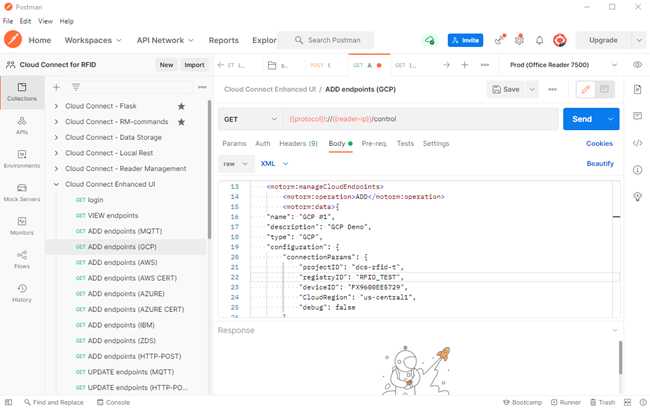 Postman
File Edit View Help
Home Workspaces API Network Reports Explor Search Postman Invite Upgrade
Cloud Connect for RFID New Import Prod (Office Reader 7500)
Collections
APIs
Environments
Mock Servers
Monitors
Flows
History
Cloud Connect - Flask
Cloud Connect - RM-commands
Cloud Connect - Data Storage
Cloud Connect - Local Rest
Cloud Connect - Reader Management
Cloud Connect Enhanced UI
GET login
GET VIEW endpoints
GET ADD endpoints (MQTT)
GET ADD endpoints (GCP)
GET ADD endpoints (AWS)
GET ADD endpoints (AWS CERT)
GET ADD endpoints (AZURE)
GET ADD endpoints (AZURE CERT)
GET ADD endpoints (IBM)
GET ADD endpoints (ZDS)
GET ADD endpoints (HTTP-POST)
GET UPDATE endpoints (MQTT)
GET UPDATE endpoints (HTTP-PO...
Cloud Connect Enhanced UI / ADD endpoints (GCP) Save
GET {{protocol}}://{{reader-ip}}/control Send
Params Auth Headers (9) Body Pre-req. Tests Settings Cookies
raw XML Beautify
13 <motorm:manageCloudEndpoints>
14 <motorm:operation>ADD</motorm:operation>
15 <motorm:data>{
16 "name": "GCP #1",
17 "description": "GCP Demo",
18 "type": "GCP",
19 "configuration": {
20 "connectionParams": {
21 "projectID": "dcs-rfid-t",
22 "registryID": "RFID_TEST",
23 "deviceID": "FX9600EE5729",
24 "CloudRegion": "us-central1",
25 "debug": false
Response
Find and Replace Console Bootcamp Runner Trash